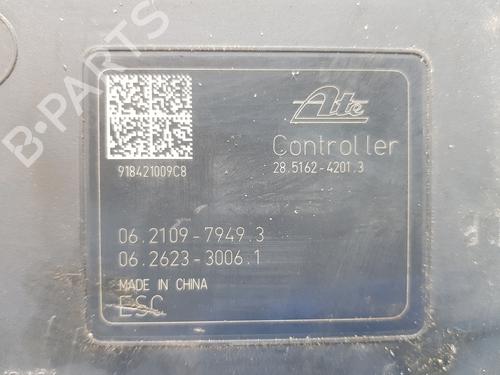 B-PARTS
Ate
Controller
28.5162-4201.3
918421009C8
06.2109-7949.3
06.2623-3006.1
MADE IN CHINA
ESC